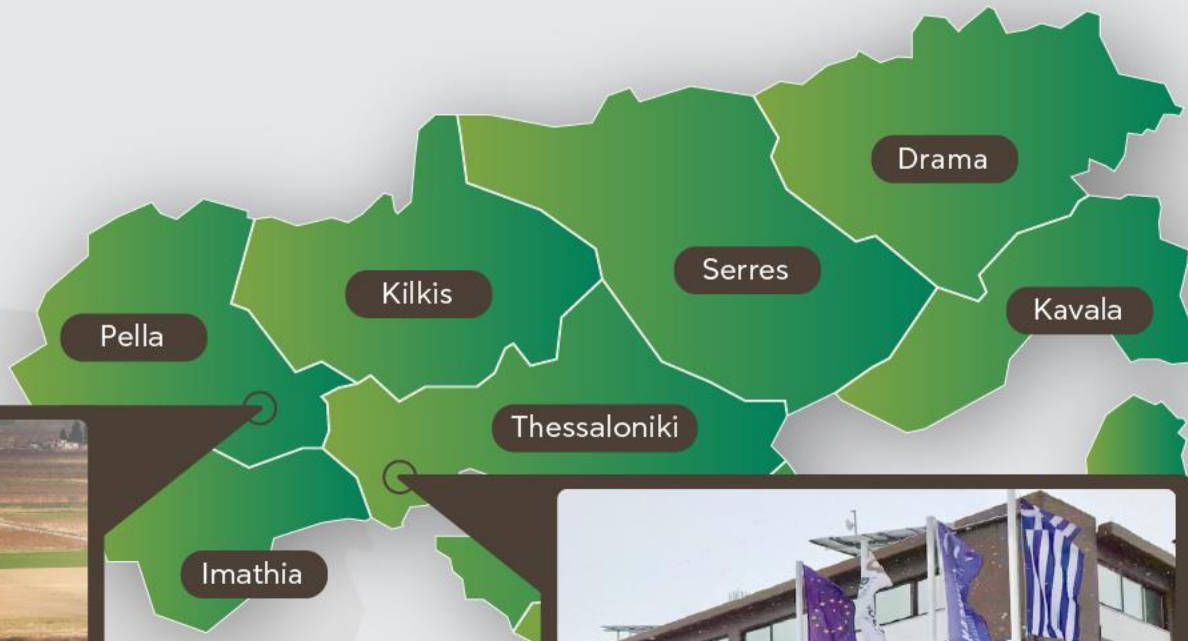 Drama
Serres
Kilkis
Kavala
Pella
Thessaloniki
Imathia